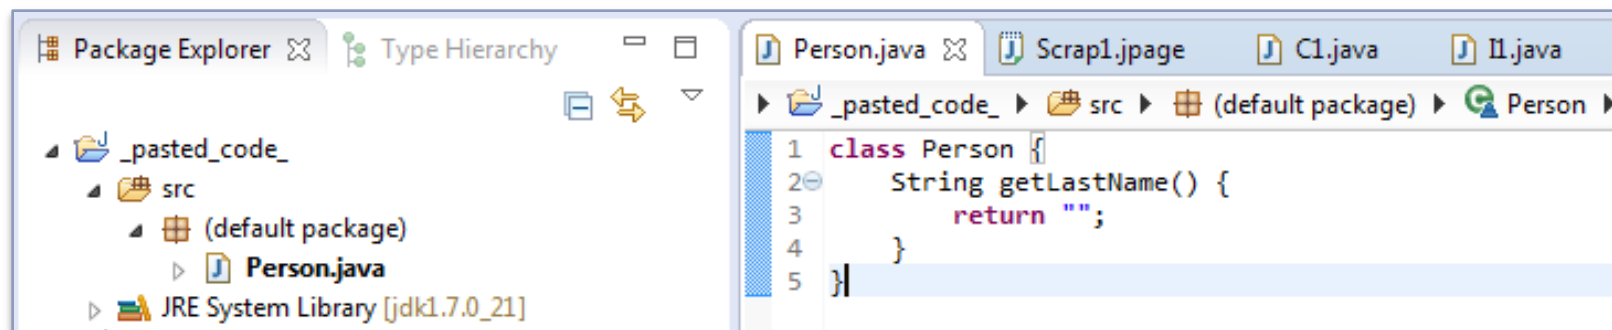 Package Explorer
Type Hierarchy
_pasted_code_
src
(default package)
Person.java
JRE System Library [jdk1.7.0_21]
Person.java
Scrap1.jpage
C1.java
I1.java
_pasted_code_
src
(default package)
Person
1 class Person {
2 String getLastName() {
3 return "";
4 }
5 }